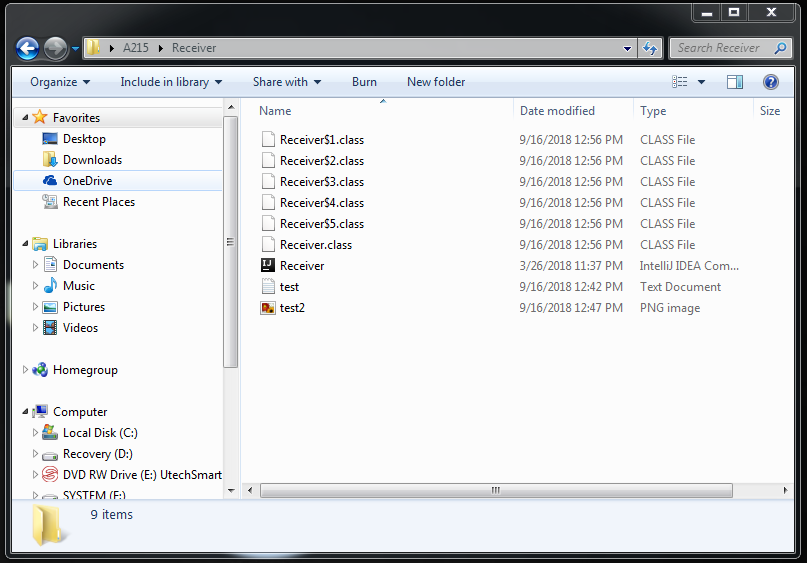 A215 Receiver Search Receiver
Organize Include in library Share with Burn New folder
Name Date modified Type Size
Favorites
Desktop
Downloads
OneDrive
Recent Places
Libraries
Documents
Music
Pictures
Videos
Homegroup
Computer
Local Disk (C:)
Recovery (D:)
DVD RW Drive (E:) UtechSmart
SYSTEM (F:)
Receiver$1.class 9/16/2018 12:56 PM CLASS File
Receiver$2.class 9/16/2018 12:56 PM CLASS File
Receiver$3.class 9/16/2018 12:56 PM CLASS File
Receiver$4.class 9/16/2018 12:56 PM CLASS File
Receiver$5.class 9/16/2018 12:56 PM CLASS File
Receiver.class 9/16/2018 12:56 PM CLASS File
Receiver 3/26/2018 11:37 PM IntelliJ IDEA Com...
test 9/16/2018 12:42 PM Text Document
test2 9/16/2018 12:47 PM PNG image
9 items